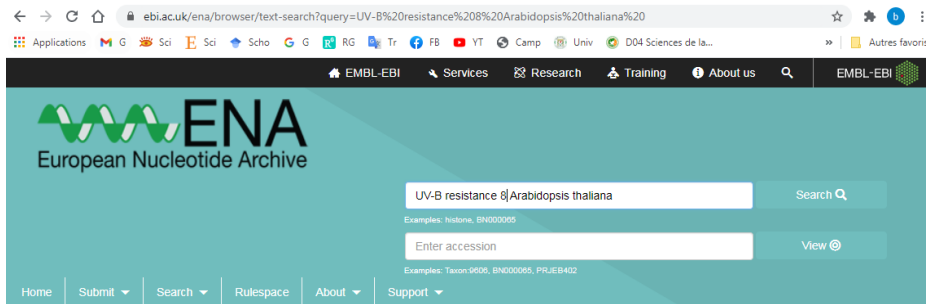 ebi.ac.uk/ena/browser/text-search?query=UV-B%20resistance%208%20Arabidopsis%20thaliana%20
b
Applications M G Sci E Sci Scho G G RG Tr FB YT Camp Univ D04 Sciences de la... » Autres favoris
EMBL-EBI Services Research Training About us EMBL-EBI
ENA
European Nucleotide Archive
UV-B resistance 8 Arabidopsis thaliana Search
Examples: histone, BN000065
Enter accession View
Examples: Taxon:9606, BN000065, PRJEB402
Home Submit Search Rulespace About Support